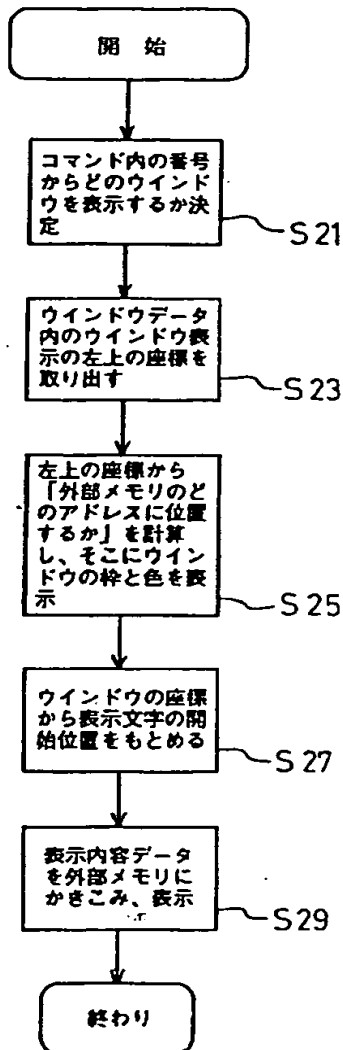 開 始
コマンド内の番号
からどのウインド
ウを表示するか決
定
S21
ウインドウデータ
内のウインドウ表
示の左上の座標を
取り出す
S23
左上の座標から
「外部メモリのど
のアドレスに位置
するか」を計算
し、そこにウイン
ドウの枠と色を表
示
S25
ウインドウの座標
から表示文字の開
始位置をもとめる
S27
表示内容データ
を外部メモリに
かきこみ、表示
S29
終わり